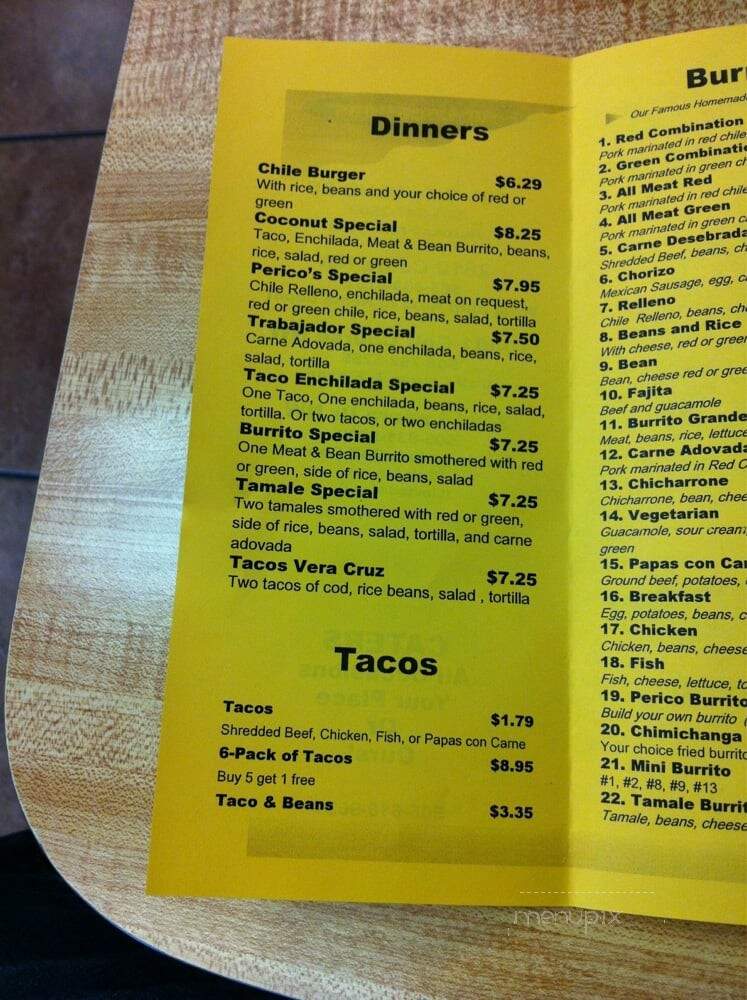 Dinners
Chile Burger $6.29
With rice, beans and your choice of red or
green
Coconut Special $8.25
Taco, Enchilada, Meat & Bean Burrito, beans,
rice, salad, red or green
Perico's Special $7.95
Chile Relleno, enchilada, meat on request,
red or green chile, rice, beans, salad, tortilla
Trabajador Special $7.50
Carne Adovada, one enchilada, beans, rice,
salad, tortilla
Taco Enchilada Special $7.25
One Taco, One enchilada, beans, rice, salad,
tortilla. Or two tacos, or two enchiladas
Burrito Special $7.25
One Meat & Bean Burrito smothered with red
or green, side of rice, beans, salad
Tamale Special $7.25
Two tamales smothered with red or green,
side of rice, beans, salad, tortilla, and carne
adovada
Tacos Vera Cruz $7.25
Two tacos of cod, rice beans, salad , tortilla
Tacos
Tacos $1.79
Shredded Beef, Chicken, Fish, or Papas con Carne
6-Pack of Tacos $8.95
Buy 5 get 1 free
Taco & Beans $3.35
Our Famous Homemade
1. Red Combination
Pork marinated in red chile
2. Green
Pork marinated in green
3. All Meat Red
Pork marinated in red chile
4. All Meat Green
Pork marinated in green
5. Carne Desebrada
Shredded Beef, beans,
6. Chorizo
Mexican Sausage, egg,
7. Relleno
Chile Relleno, beans,
8. Beans and Rice
With cheese, red or green
9. Bean
Bean, cheese red or
10. Fajita
Beef and guacamole
11. Burrito Grande
Meat, beans, rice, lettuce
12. Carne Adovada
Pork marinated in Red
13. Chicharrone
Chicharrone, bean,
14. Vegetarian
Guacamole, sour cream,
green
15. Papas con
Ground beef, potatoes,
16. Breakfast
Egg, potatoes, beans,
17. Chicken
Chicken, beans, cheese
18. Fish
Fish, cheese, lettuce,
19. Perico Burrito
Build your own burrito
20. Chimichanga
Your choice fried burrito
21. Mini Burrito
#1, #2, #8, #9, #13
22. Tamale
Tamale, beans, cheese
menupix